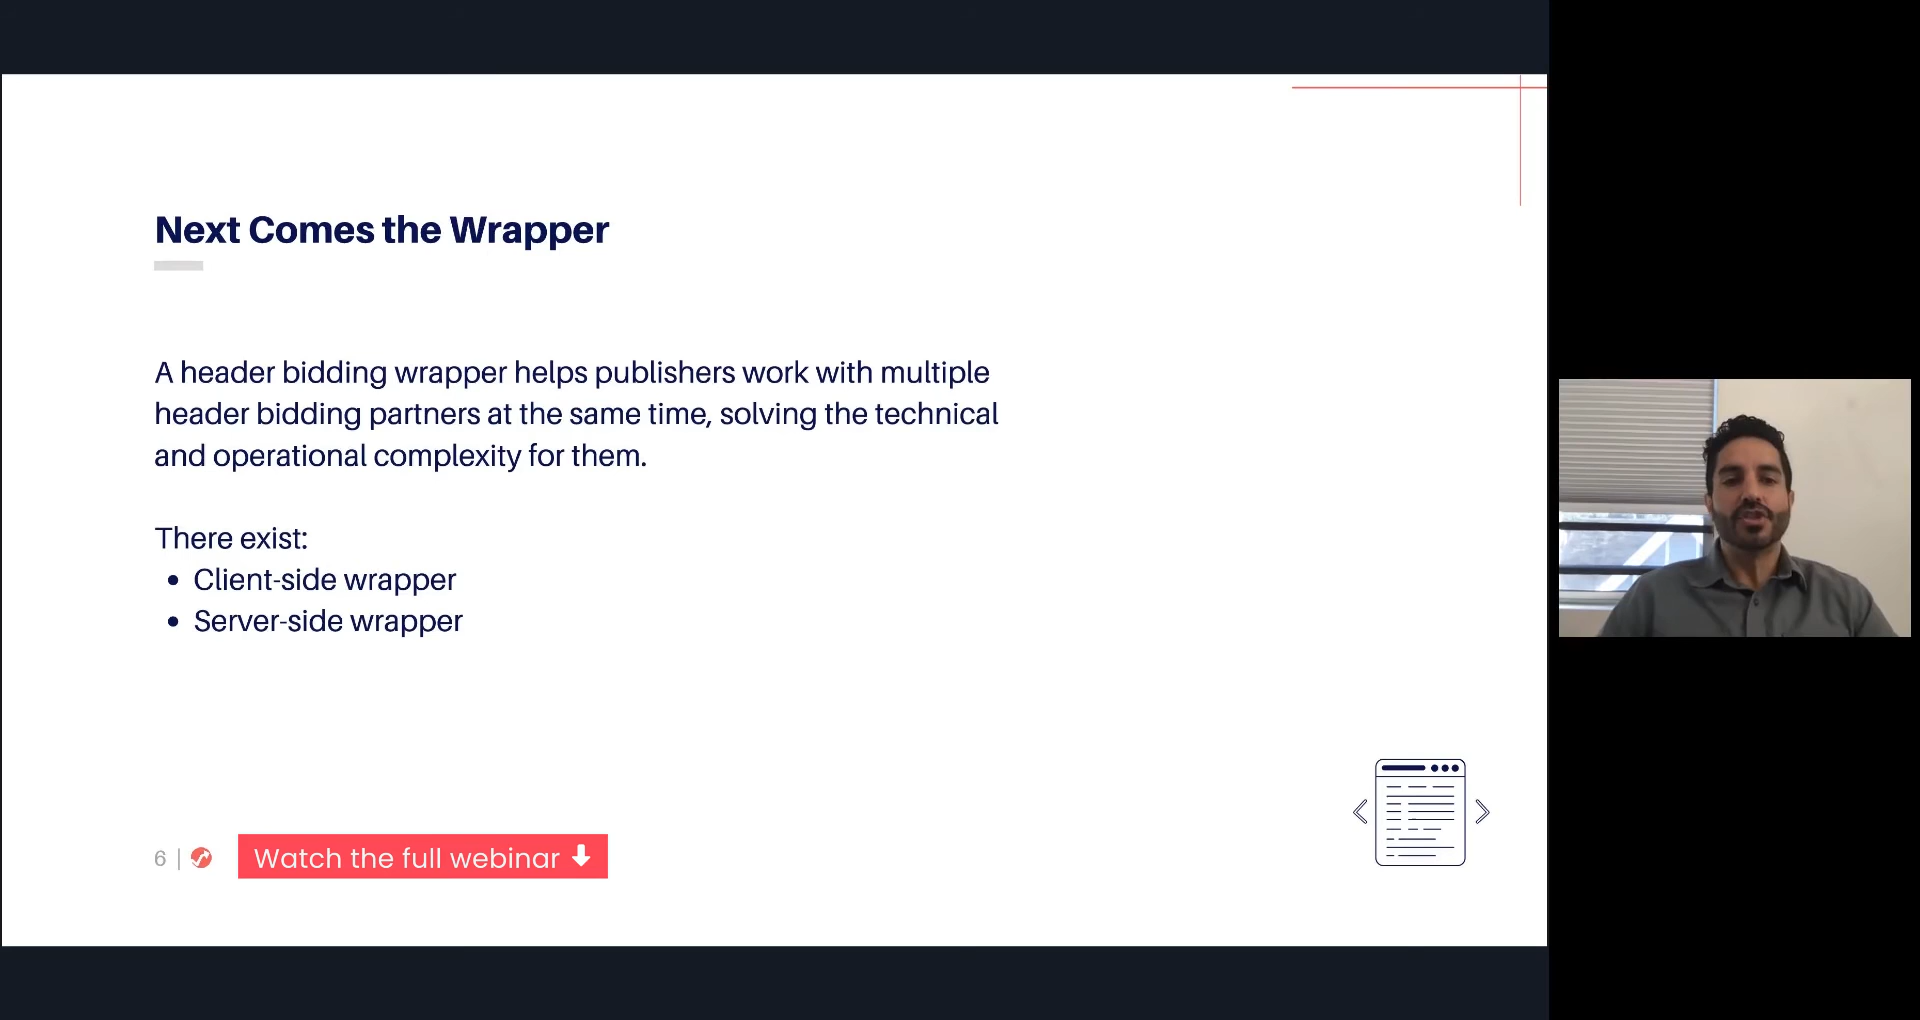 Next Comes the Wrapper
A header bidding wrapper helps publishers work with multiple
header bidding partners at the same time, solving the technical
and operational complexity for them.
There exist:
• Client-side wrapper
• Server-side wrapper
6 |
Watch the full webinar